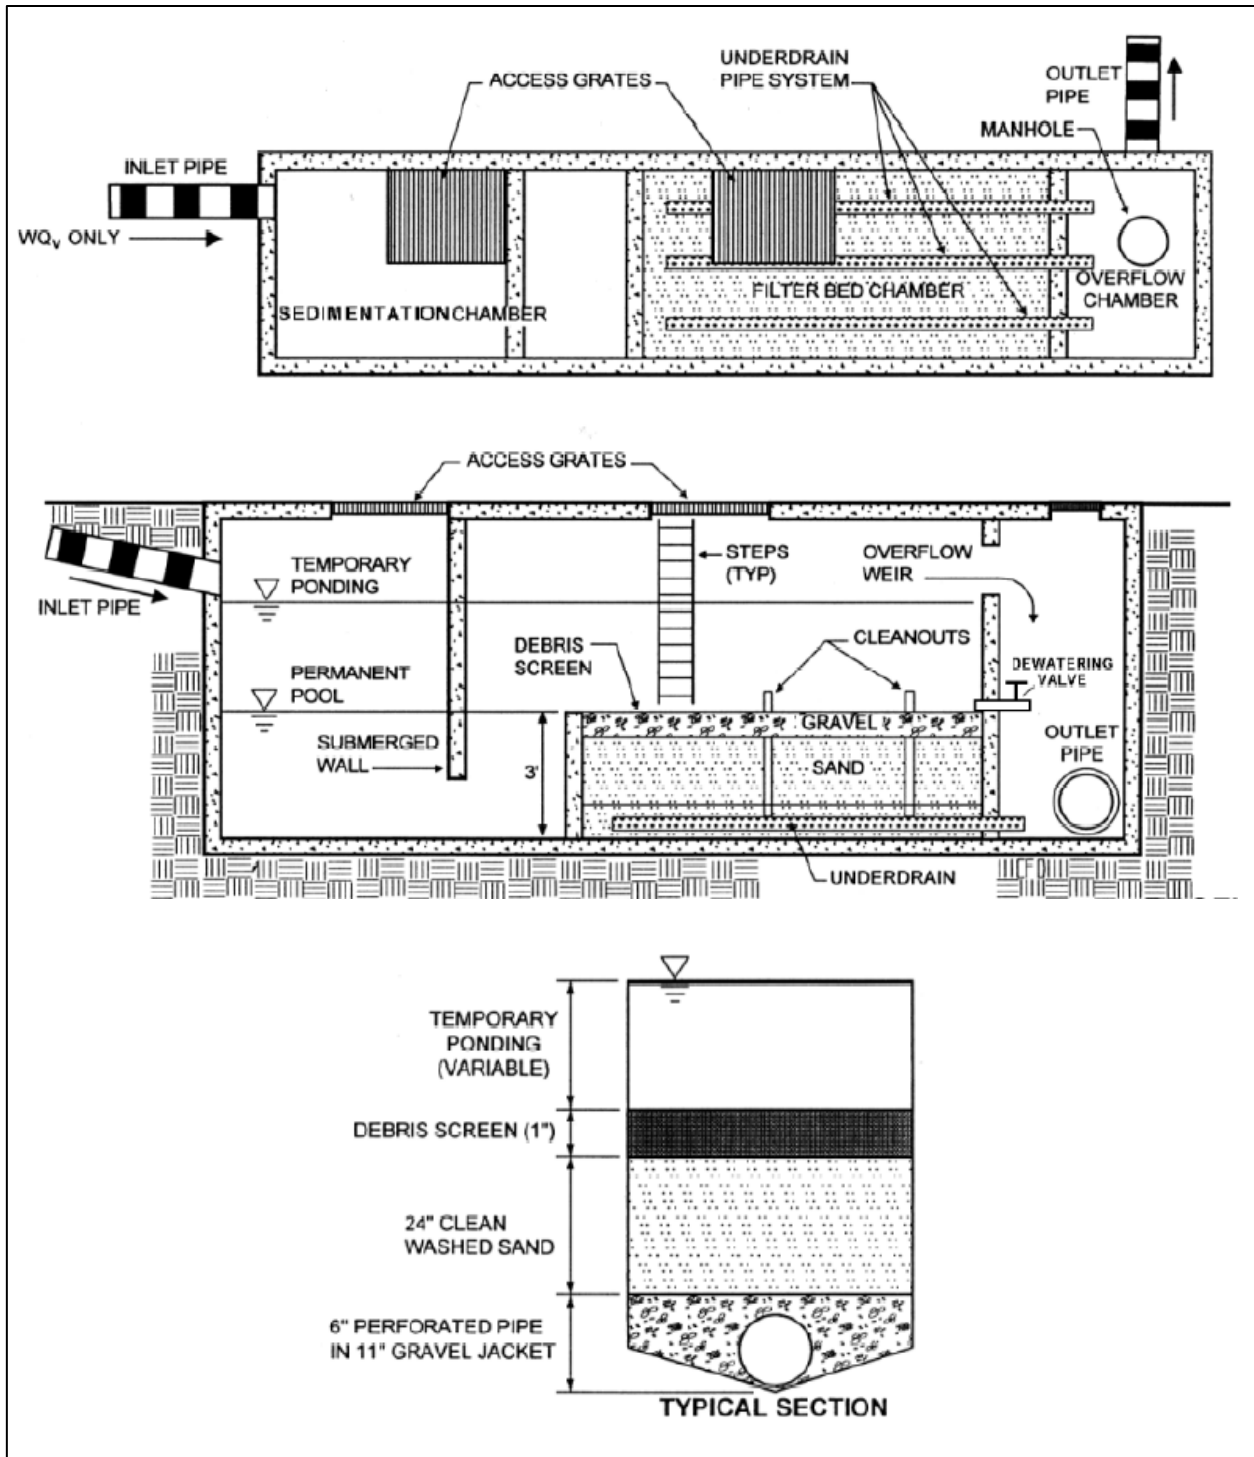 UNDERDRAIN
PIPE SYSTEM
ACCESS GRATES
OUTLET
PIPE
MANHOLE
INLET PIPE
WQv ONLY
SEDIMENTATION CHAMBER
FILTER BED CHAMBER
OVERFLOW
CHAMBER
ACCESS GRATES
TEMPORARY
PONDING
STEPS
(TYP)
OVERFLOW
WEIR
INLET PIPE
DEBRIS
SCREEN
CLEANOUTS
DEWATERING
VALVE
PERMANENT
POOL
GRAVEL
OUTLET
PIPE
SUBMERGED
WALL
3'
SAND
UNDERDRAIN
TEMPORARY
PONDING
(VARIABLE)
DEBRIS SCREEN (1")
24" CLEAN
WASHED SAND
6" PERFORATED PIPE
IN 11" GRAVEL JACKET
TYPICAL SECTION